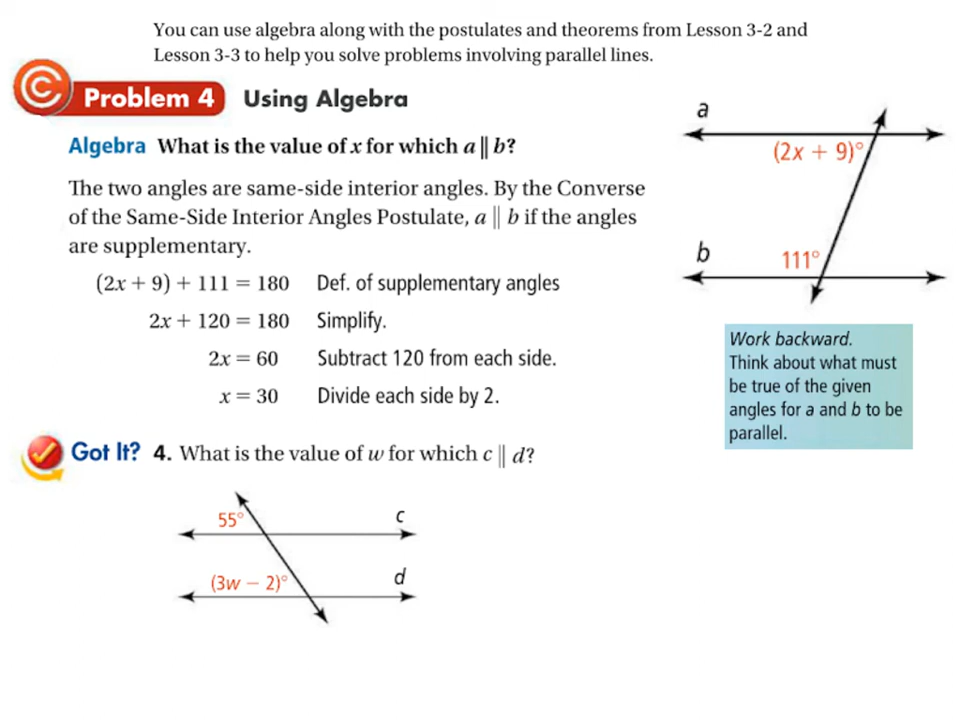 You can use algebra along with the postulates and theorems from Lesson 3-2 and
Lesson 3-3 to help you solve problems involving parallel lines.
C Problem 4 Using Algebra
Algebra What is the value of x for which a || b?
The two angles are same-side interior angles. By the Converse
of the Same-Side Interior Angles Postulate, a || b if the angles
are supplementary.
(2x + 9) + 111 = 180 Def. of supplementary angles
2x + 120 = 180 Simplify.
2x = 60 Subtract 120 from each side.
x = 30 Divide each side by 2.
a
(2x + 9)°
b
111°
Work backward.
Think about what must
be true of the given
angles for a and b to be
parallel.
Got It? 4. What is the value of w for which c || d?
55°
c
(3w − 2)°
d